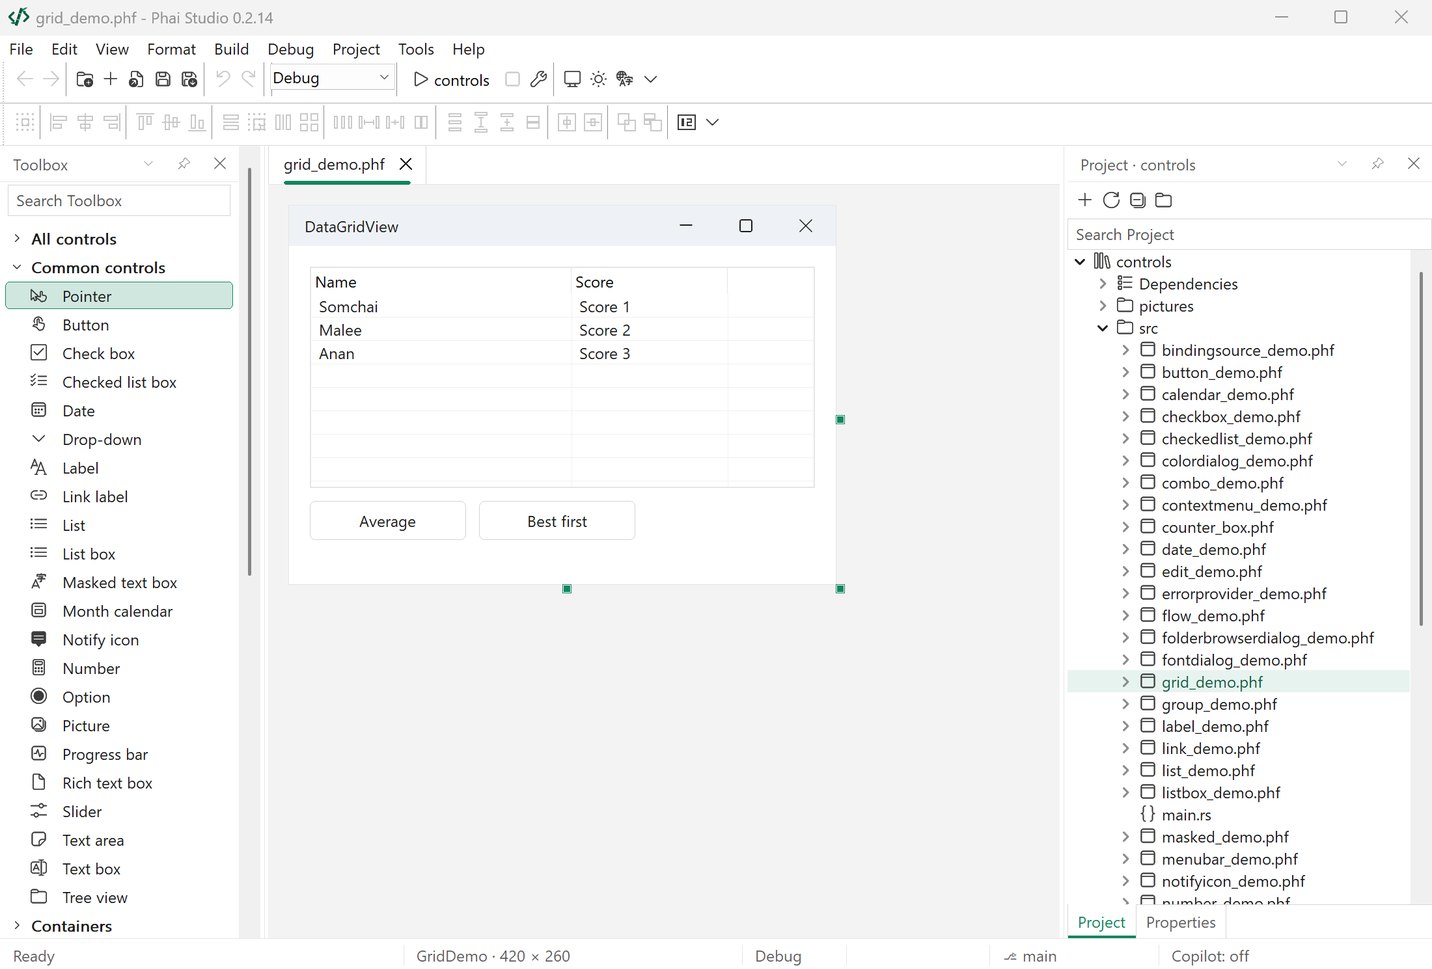 grid_demo.phf - Phai Studio 0.2.14
File Edit View Format Build Debug Project Tools Help
Debug
controls
Toolbox
Search Toolbox
All controls
Common controls
Pointer
Button
Check box
Checked list box
Date
Drop-down
Label
Link label
List
List box
Masked text box
Month calendar
Notify icon
Number
Option
Picture
Progress bar
Rich text box
Slider
Text area
Text box
Tree view
Containers
grid_demo.phf
DataGridView
Name Score
Somchai Score 1
Malee Score 2
Anan Score 3
Average Best first
Project · controls
Search Project
controls
Dependencies
pictures
src
bindingsource_demo.phf
button_demo.phf
calendar_demo.phf
checkbox_demo.phf
checkedlist_demo.phf
colordialog_demo.phf
combo_demo.phf
contextmenu_demo.phf
counter_box.phf
date_demo.phf
edit_demo.phf
errorprovider_demo.phf
flow_demo.phf
folderbrowserdialog_demo.phf
fontdialog_demo.phf
grid_demo.phf
group_demo.phf
label_demo.phf
link_demo.phf
list_demo.phf
listbox_demo.phf
main.rs
masked_demo.phf
menubar_demo.phf
notifyicon_demo.phf
number_demo.phf
Project Properties
Ready GridDemo · 420 × 260 Debug main Copilot: off